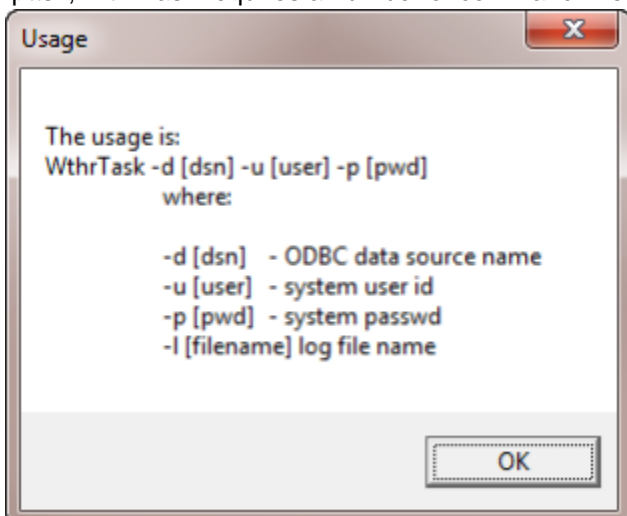 Usage
The usage is:
WthrTask -d [dsn] -u [user] -p [pwd]
where:
-d [dsn] - ODBC data source name
-u [user] - system user id
-p [pwd] - system passwd
-l [filename] log file name
OK